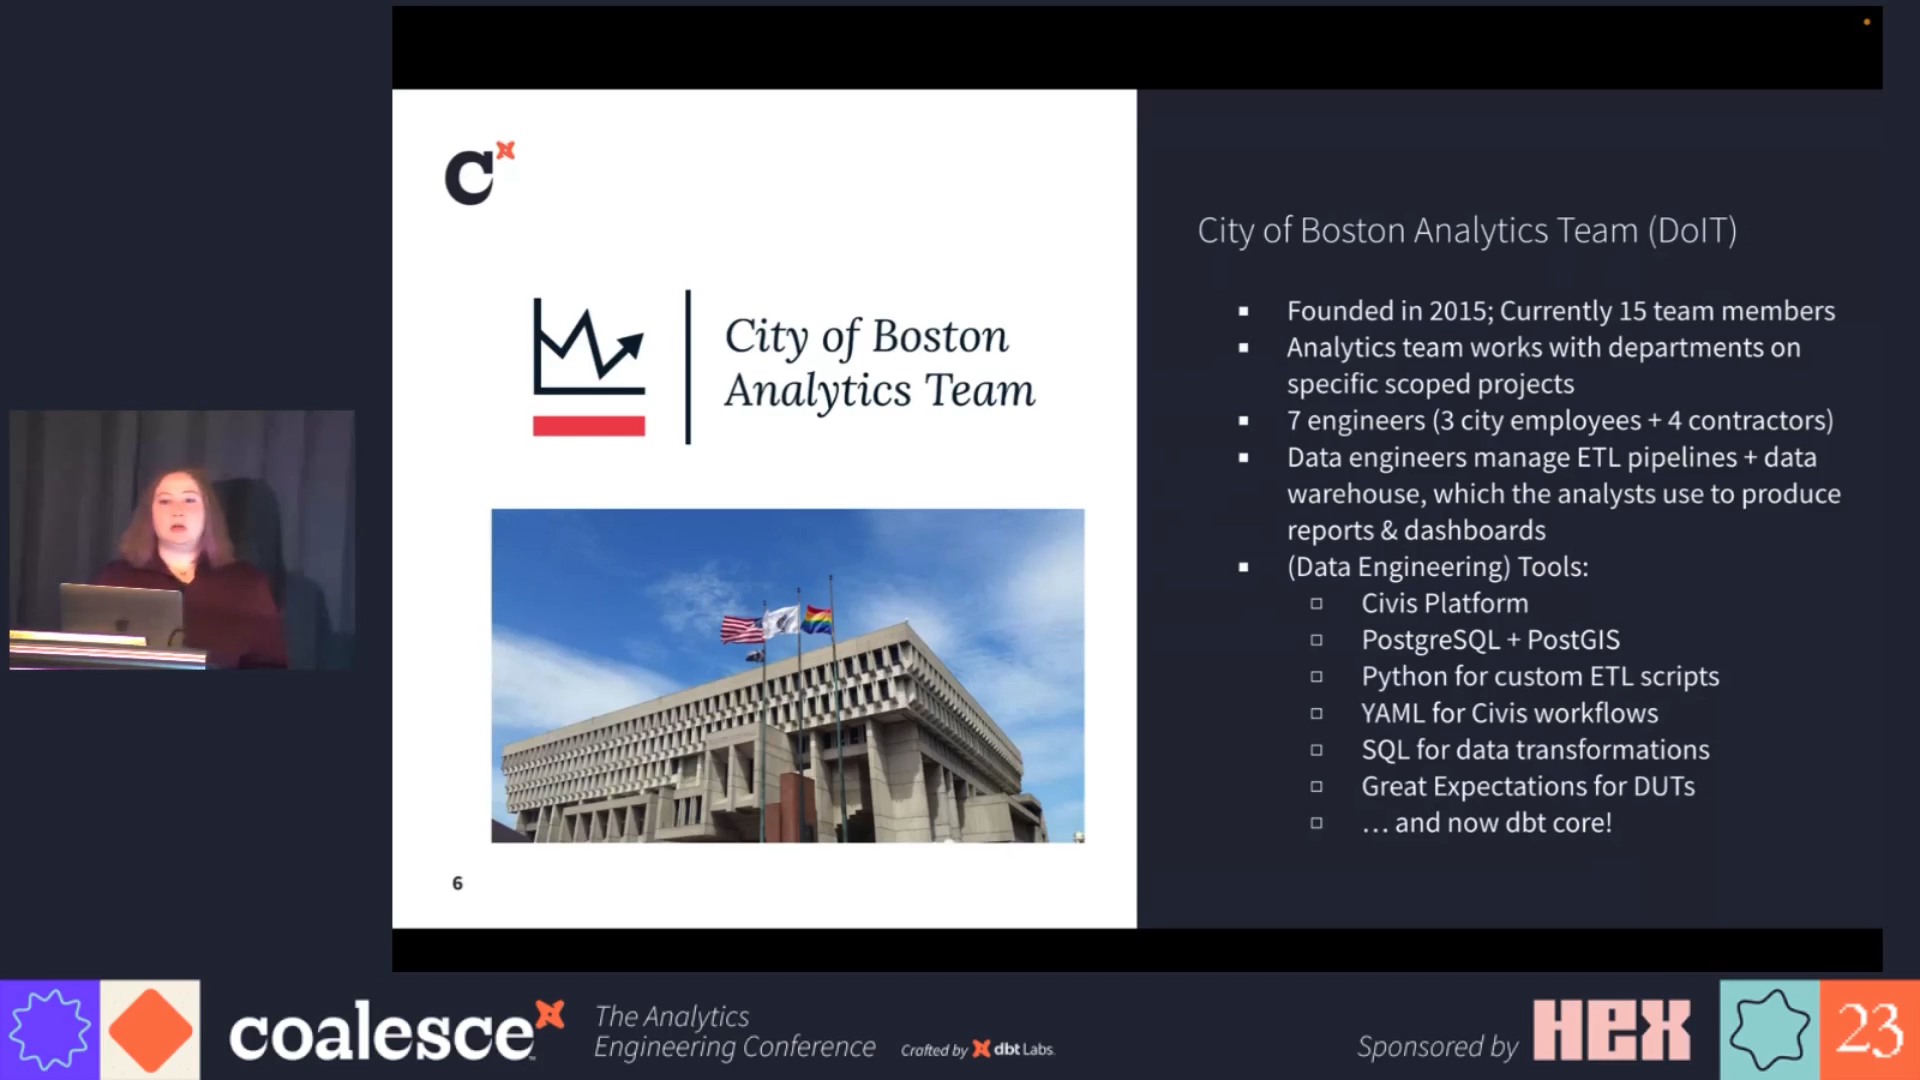 C
City of Boston
Analytics Team
6
City of Boston Analytics Team (DoIT)
Founded in 2015; Currently 15 team members
Analytics team works with departments on
specific scoped projects
7 engineers (3 city employees + 4 contractors)
Data engineers manage ETL pipelines + data
warehouse, which the analysts use to produce
reports & dashboards
(Data Engineering) Tools:
Civis Platform
PostgreSQL + PostGIS
Python for custom ETL scripts
YAML for Civis workflows
SQL for data transformations
Great Expectations for DUTs
… and now dbt core!
coalesce
The Analytics
Engineering Conference
Crafted by dbt Labs.
Sponsored by HEX
23